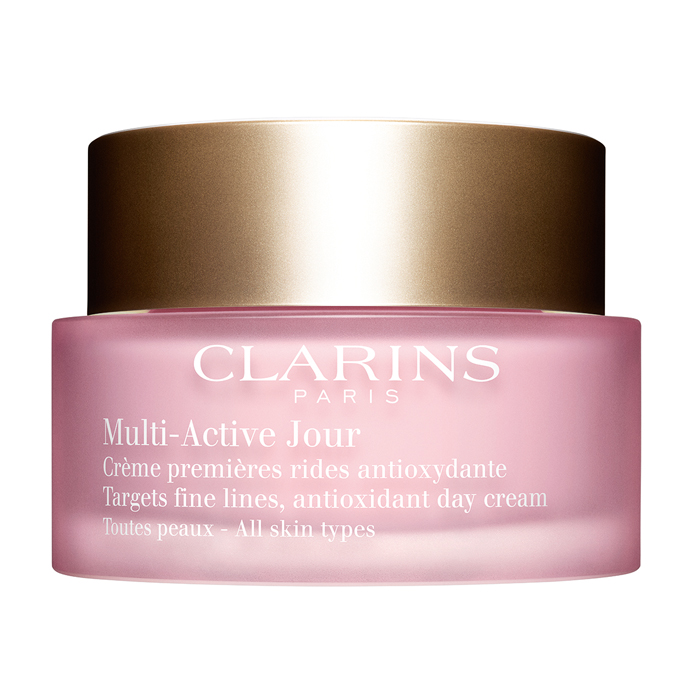 CLARINS
PARIS
Multi-Active Jour
Crème premières rides antioxydante
Targets fine lines, antioxidant day cream
Toutes peaux - All skin types